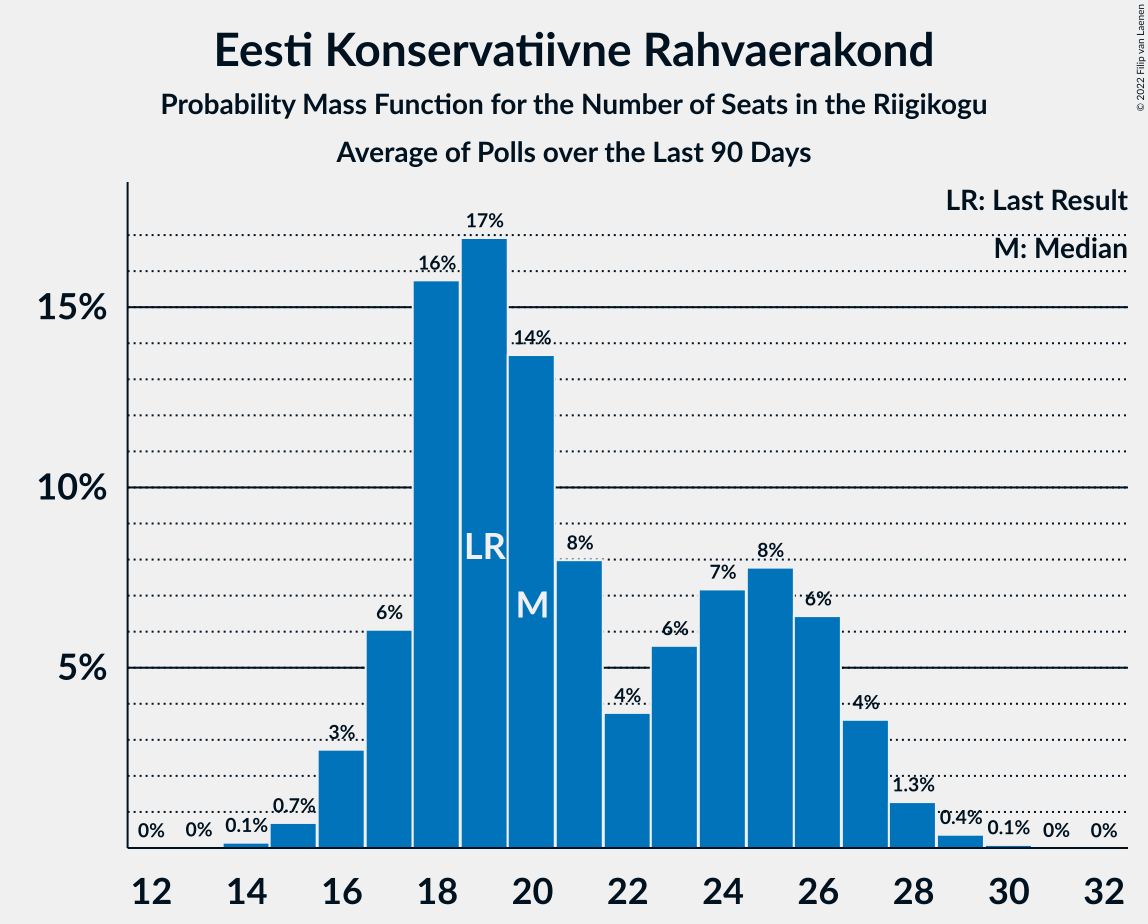 Eesti Konservatiivne Rahvaerakond
Probability Mass Function for the Number of Seats in the Riigikogu
Average of Polls over the Last 90 Days
© 2022 Filip van Laenen
LR: Last Result
M: Median
15%
10%
5%
0%
0%
0.1%
0.7%
3%
6%
16%
17%
14%
8%
4%
6%
7%
8%
6%
4%
1.3%
0.4%
0.1%
0%
0%
LR
M
12 14 16 18 20 22 24 26 28 30 32